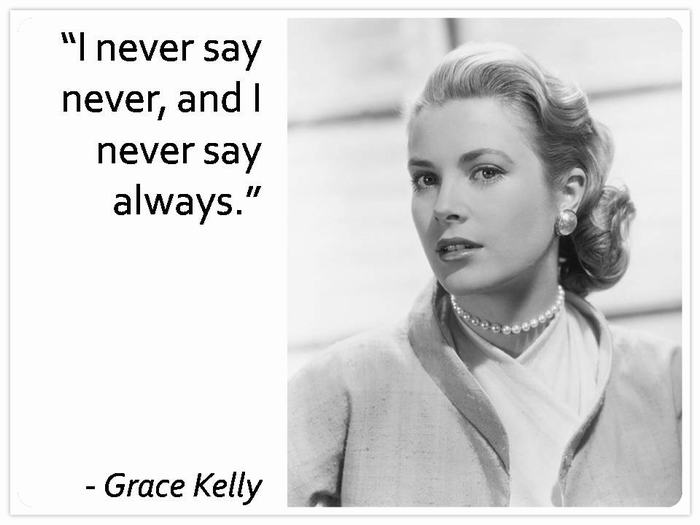 “I never say
never, and I
never say
always.”
- Grace Kelly